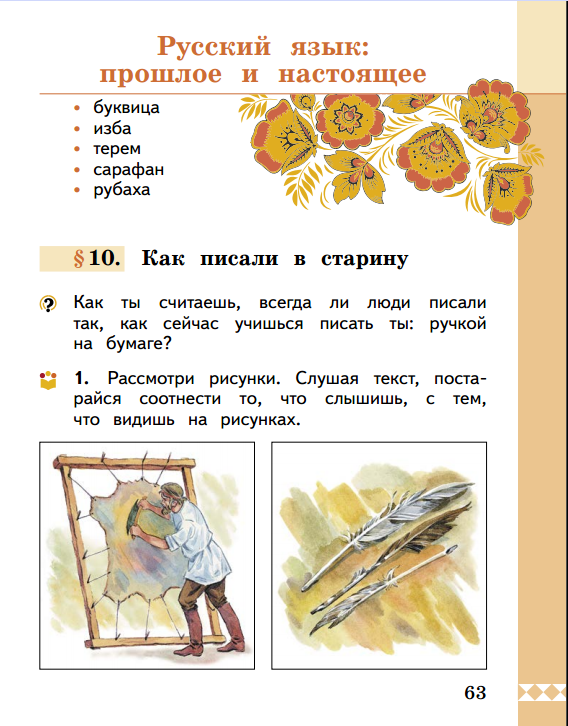 Русский язык:
прошлое и настоящее
• буквица
• изба
• терем
• сарафан
• рубаха
§ 10. Как писали в старину
Как ты считаешь, всегда ли люди писали
так, как сейчас учишься писать ты: ручкой
на бумаге?
1. Рассмотри рисунки. Слушая текст, поста-
райся соотнести то, что слышишь, с тем,
что видишь на рисунках.
63